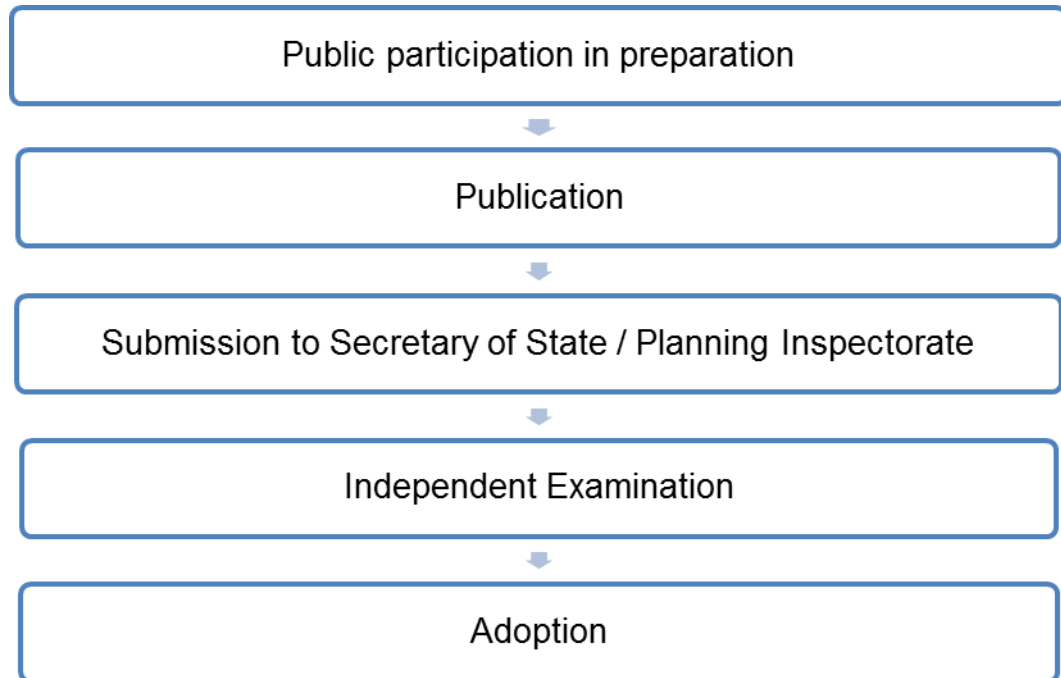 Public participation in preparation
Publication
Submission to Secretary of State / Planning Inspectorate
Independent Examination
Adoption